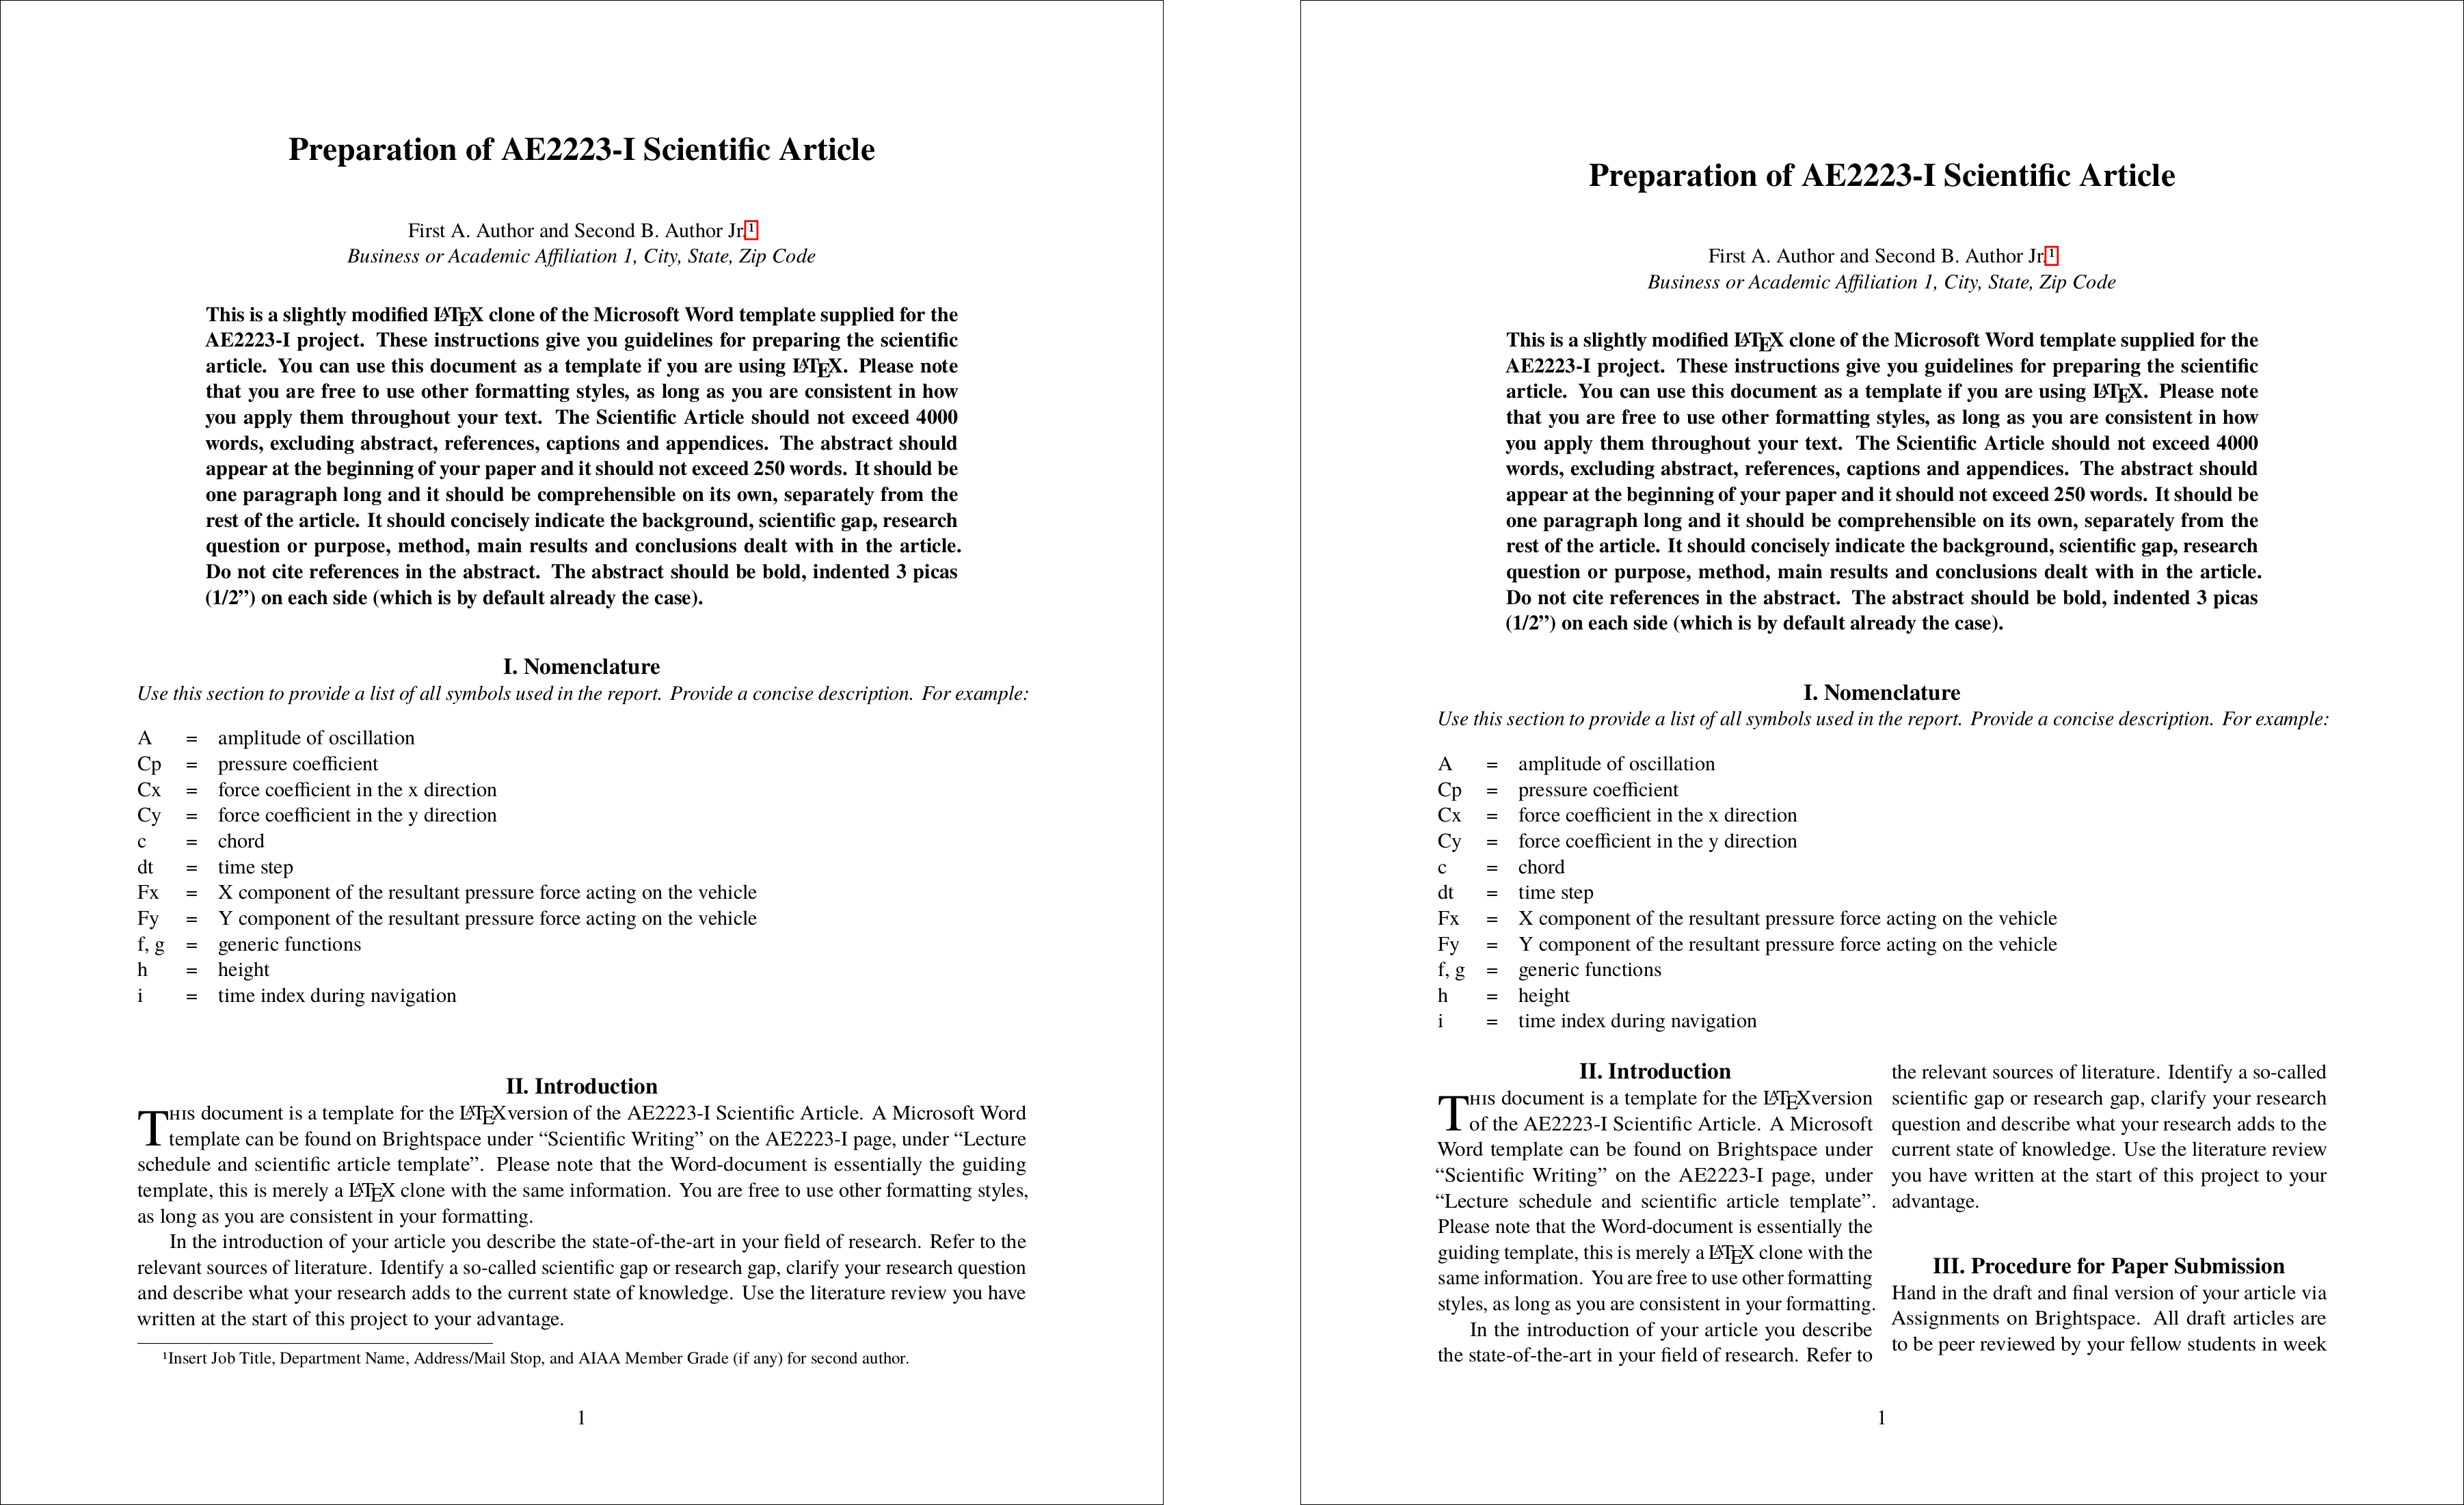 Preparation of AE2223-I Scientific Article
First A. Author and Second B. Author Jr.¹
Business or Academic Affiliation 1, City, State, Zip Code
This is a slightly modified LATEX clone of the Microsoft Word template supplied for the
AE2223-I project. These instructions give you guidelines for preparing the scientific
article. You can use this document as a template if you are using LATEX. Please note
that you are free to use other formatting styles, as long as you are consistent in how
you apply them throughout your text. The Scientific Article should not exceed 4000
words, excluding abstract, references, captions and appendices. The abstract should
appear at the beginning of your paper and it should not exceed 250 words. It should be
one paragraph long and it should be comprehensible on its own, separately from the
rest of the article. It should concisely indicate the background, scientific gap, research
question or purpose, method, main results and conclusions dealt with in the article.
Do not cite references in the abstract. The abstract should be bold, indented 3 picas
(1/2”) on each side (which is by default already the case).
I. Nomenclature
Use this section to provide a list of all symbols used in the report. Provide a concise description. For example:
A = amplitude of oscillation
Cp = pressure coefficient
Cx = force coefficient in the x direction
Cy = force coefficient in the y direction
c = chord
dt = time step
Fx = X component of the resultant pressure force acting on the vehicle
Fy = Y component of the resultant pressure force acting on the vehicle
f, g = generic functions
h = height
i = time index during navigation
II. Introduction
THIS document is a template for the LATEXversion of the AE2223-I Scientific Article. A Microsoft Word
template can be found on Brightspace under “Scientific Writing” on the AE2223-I page, under “Lecture
schedule and scientific article template”. Please note that the Word-document is essentially the guiding
template, this is merely a LATEX clone with the same information. You are free to use other formatting styles,
as long as you are consistent in your formatting.
In the introduction of your article you describe the state-of-the-art in your field of research. Refer to the
relevant sources of literature. Identify a so-called scientific gap or research gap, clarify your research question
and describe what your research adds to the current state of knowledge. Use the literature review you have
written at the start of this project to your advantage.
¹Insert Job Title, Department Name, Address/Mail Stop, and AIAA Member Grade (if any) for second author.
1
Preparation of AE2223-I Scientific Article
First A. Author and Second B. Author Jr.¹
Business or Academic Affiliation 1, City, State, Zip Code
This is a slightly modified LATEX clone of the Microsoft Word template supplied for the
AE2223-I project. These instructions give you guidelines for preparing the scientific
article. You can use this document as a template if you are using LATEX. Please note
that you are free to use other formatting styles, as long as you are consistent in how
you apply them throughout your text. The Scientific Article should not exceed 4000
words, excluding abstract, references, captions and appendices. The abstract should
appear at the beginning of your paper and it should not exceed 250 words. It should be
one paragraph long and it should be comprehensible on its own, separately from the
rest of the article. It should concisely indicate the background, scientific gap, research
question or purpose, method, main results and conclusions dealt with in the article.
Do not cite references in the abstract. The abstract should be bold, indented 3 picas
(1/2”) on each side (which is by default already the case).
I. Nomenclature
Use this section to provide a list of all symbols used in the report. Provide a concise description. For example:
A = amplitude of oscillation
Cp = pressure coefficient
Cx = force coefficient in the x direction
Cy = force coefficient in the y direction
c = chord
dt = time step
Fx = X component of the resultant pressure force acting on the vehicle
Fy = Y component of the resultant pressure force acting on the vehicle
f, g = generic functions
h = height
i = time index during navigation
II. Introduction
THIS document is a template for the LATEXversion
of the AE2223-I Scientific Article. A Microsoft
Word template can be found on Brightspace under
“Scientific Writing” on the AE2223-I page, under
“Lecture schedule and scientific article template”.
Please note that the Word-document is essentially the
guiding template, this is merely a LATEX clone with the
same information. You are free to use other formatting
styles, as long as you are consistent in your formatting.
In the introduction of your article you describe
the state-of-the-art in your field of research. Refer to
the relevant sources of literature. Identify a so-called
scientific gap or research gap, clarify your research
question and describe what your research adds to the
current state of knowledge. Use the literature review
you have written at the start of this project to your
advantage.
III. Procedure for Paper Submission
Hand in the draft and final version of your article via
Assignments on Brightspace. All draft articles are
to be peer reviewed by your fellow students in week
1